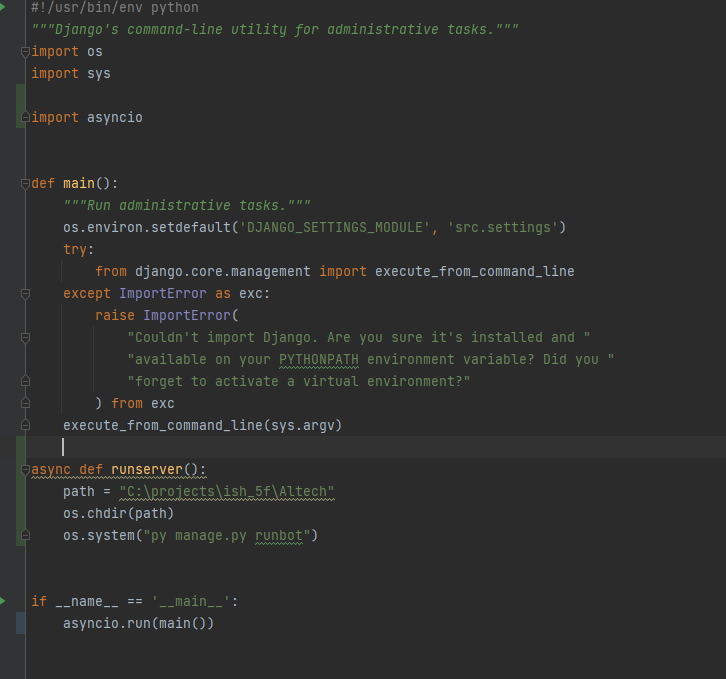 #!/usr/bin/env python
"""Django's command-line utility for administrative tasks."""
import os
import sys
import asyncio
def main():
"""Run administrative tasks."""
os.environ.setdefault('DJANGO_SETTINGS_MODULE', 'src.settings')
try:
from django.core.management import execute_from_command_line
except ImportError as exc:
raise ImportError(
"Couldn't import Django. Are you sure it's installed and "
"available on your PYTHONPATH environment variable? Did you "
"forget to activate a virtual environment?"
) from exc
execute_from_command_line(sys.argv)
async def runserver():
path = "C:\projects\ish_5f\Altech"
os.chdir(path)
os.system("py manage.py runbot")
if __name__ == '__main__':
asyncio.run(main())